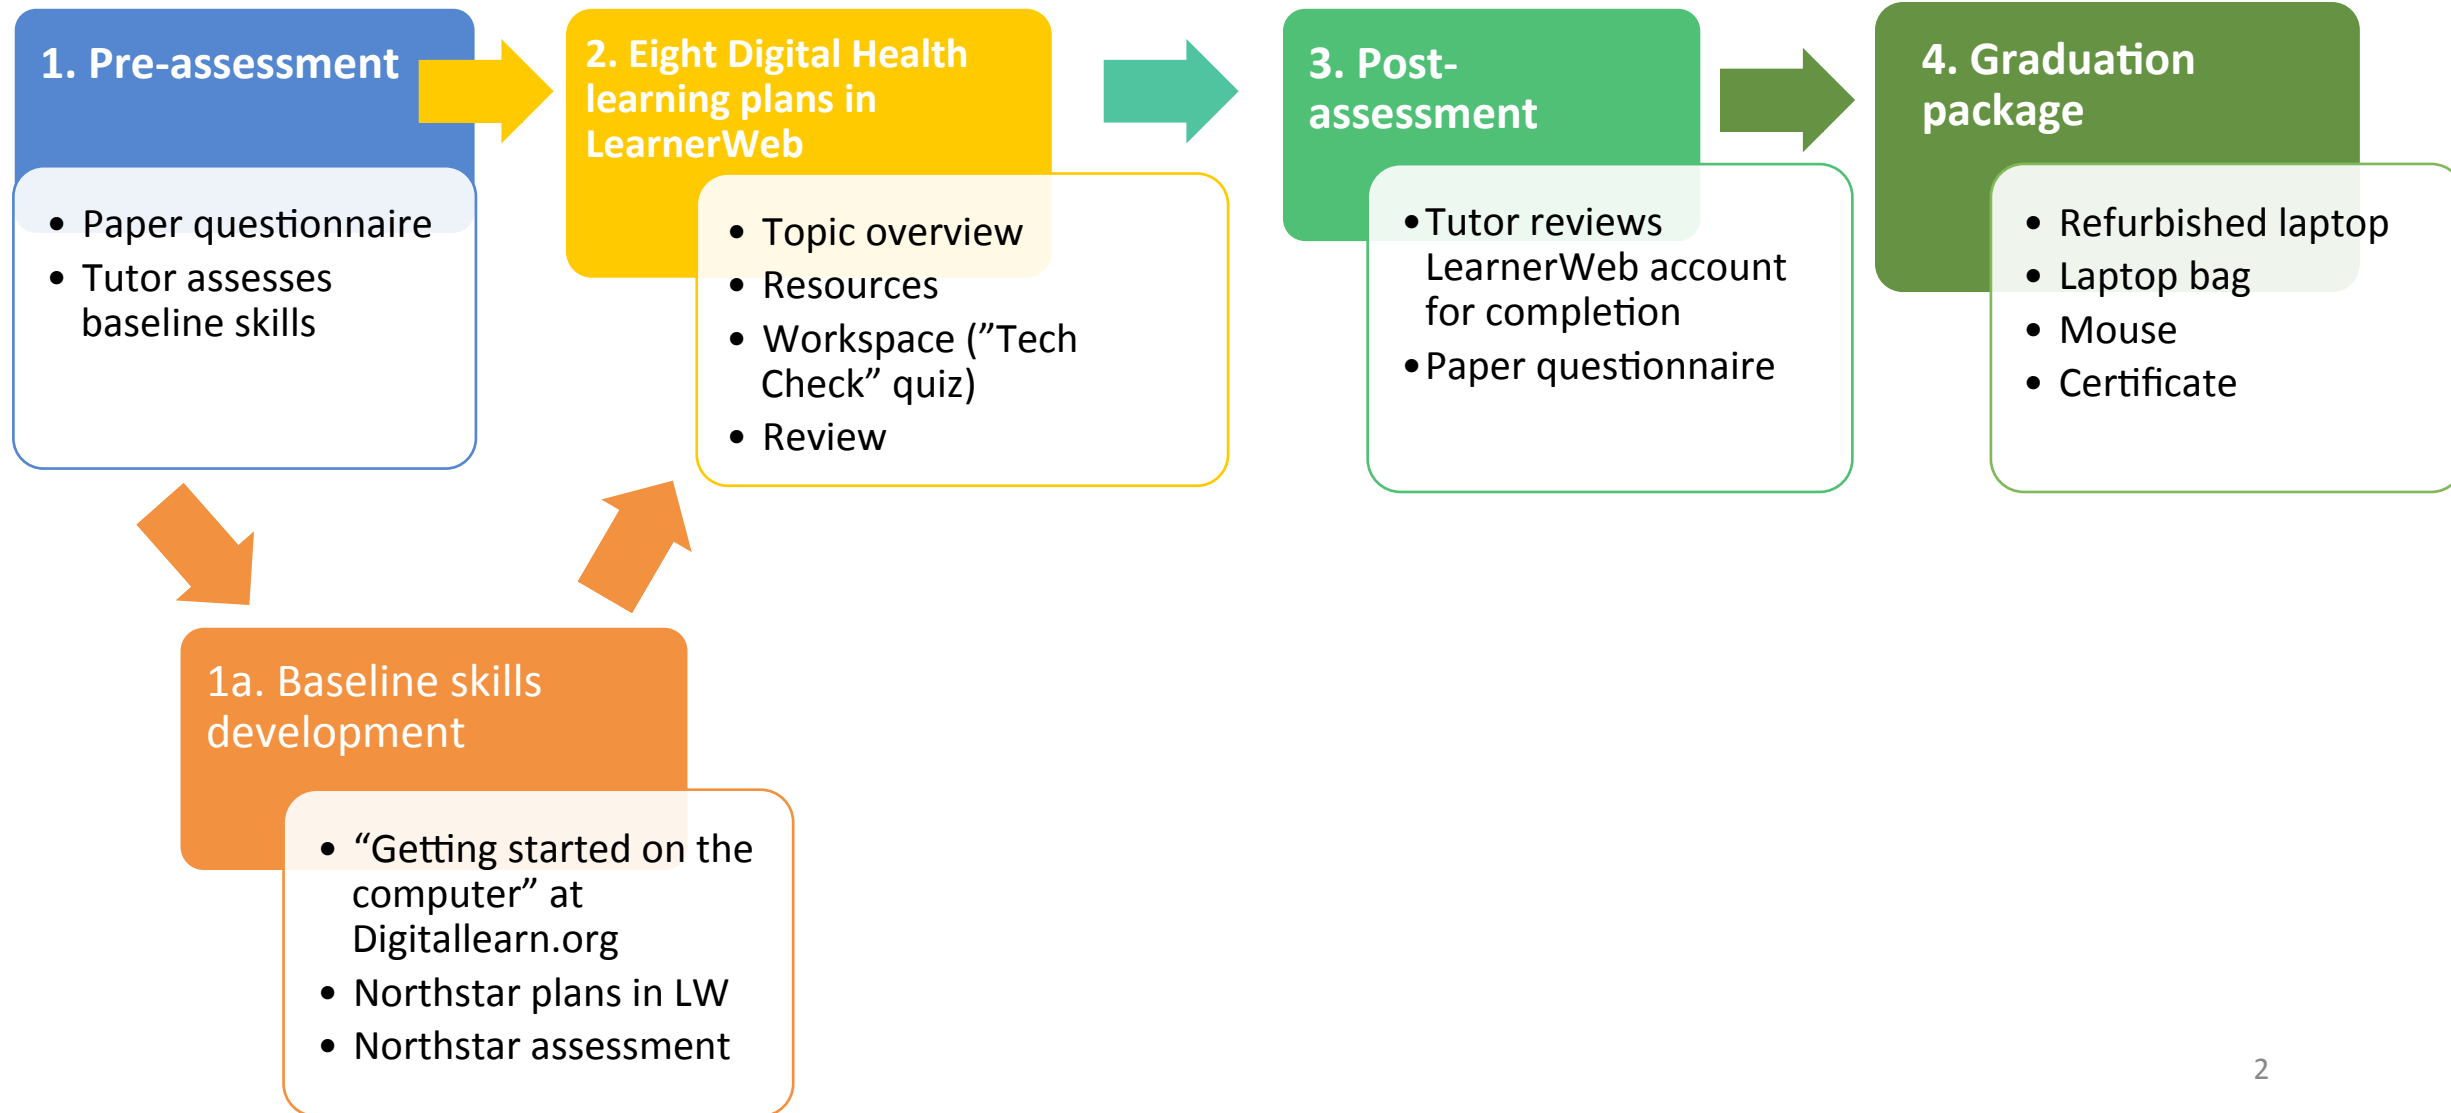 1. Pre-assessment
• Paper questionnaire
• Tutor assesses
baseline skills
2. Eight Digital Health
learning plans in
LearnerWeb
• Topic overview
• Resources
• Workspace (”Tech
Check” quiz)
• Review
3. Post-
assessment
•Tutor reviews
LearnerWeb account
for completion
•Paper questionnaire
4. Graduation
package
• Refurbished laptop
• Laptop bag
• Mouse
• Certificate
1a. Baseline skills
development
• “Getting started on the
computer” at
Digitallearn.org
• Northstar plans in LW
• Northstar assessment
2